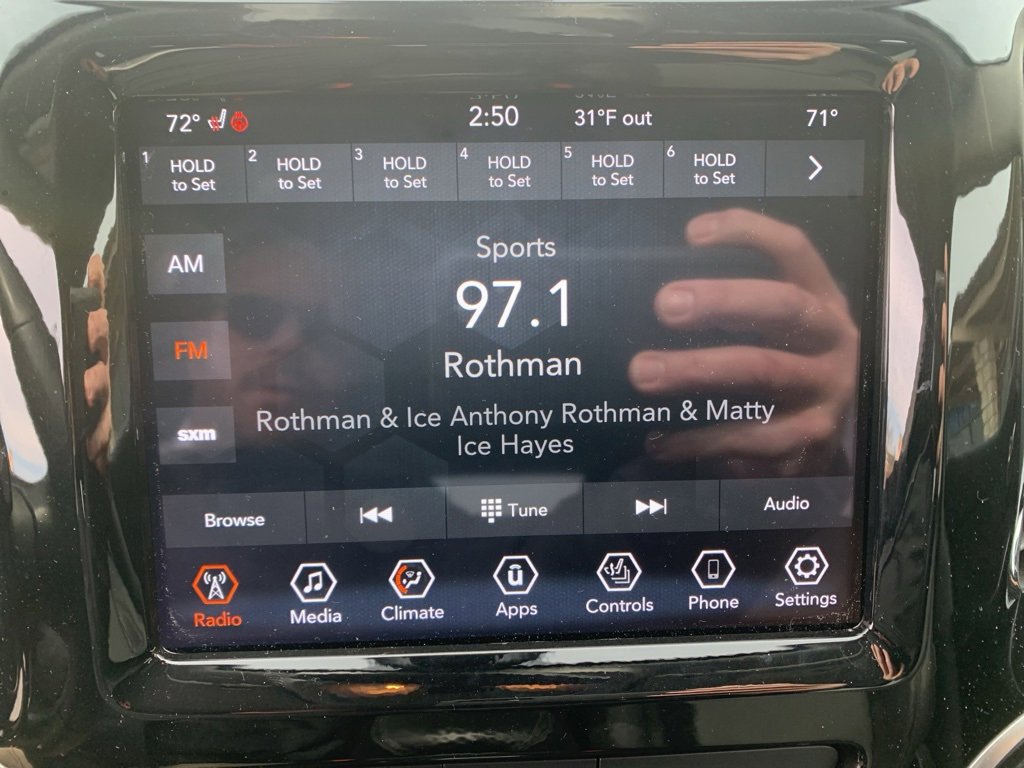 72° 2:50 31°F out 71°
1 HOLD to Set 2 HOLD to Set 3 HOLD to Set 4 HOLD to Set 5 HOLD to Set 6 HOLD to Set
Sports
AM
97.1
FM
Rothman
Rothman & Ice Anthony Rothman & Matty
Ice Hayes
sxm
Browse Tune Audio
Radio Media Climate Apps Controls Phone Settings